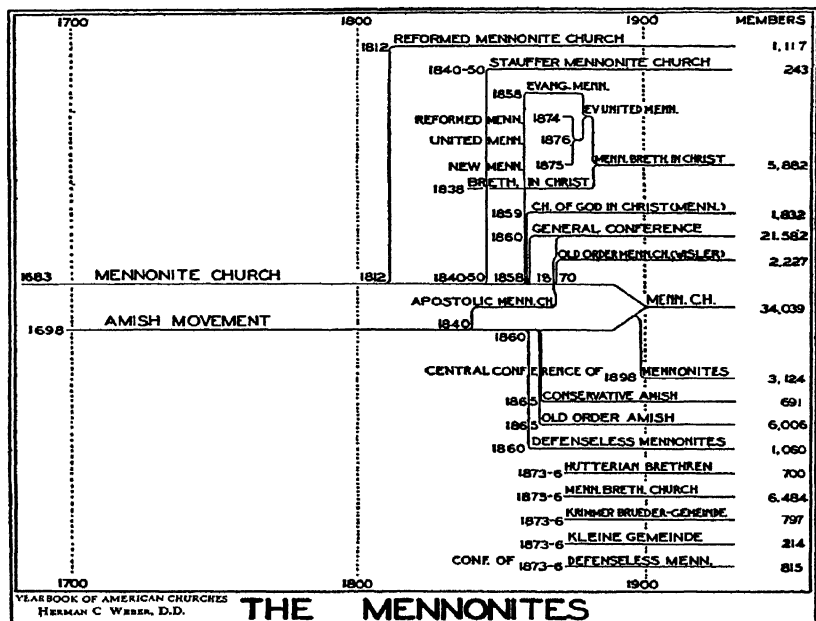 1700 1800 1900 MEMBERS
1812 REFORMED MENNONITE CHURCH 1,117
1840-50 STAUFFER MENNONITE CHURCH 243
1858 EVANG. MENN.
REFORMED MENN. 1874 EV. UNITED MENN.
UNITED MENN. 1876
NEW MENN. 1875 MENN. BRETH. IN CHRIST 5,882
1838 BRETH. IN CHRIST
1859 CH. OF GOD IN CHRIST (MENN.) 1,832
1860 GENERAL CONFERENCE 21,582
OLD ORDER MENN. CH. (WISLER) 2,227
1683 MENNONITE CHURCH 1812 1840-50 1858 1870
APOSTOLIC MENN. CH. MENN. CH. 34,039
1698 AMISH MOVEMENT 1840 1860
CENTRAL CONFERENCE OF 1898 MENNONITES 3,124
1865 CONSERVATIVE AMISH 691
1865 OLD ORDER AMISH 6,006
1860 DEFENSELESS MENNONITES 1,060
1873-6 HUTTERIAN BRETHREN 700
1873-6 MENN. BRETH. CHURCH 6,484
1873-6 KRIMMER BRUEDER-GEMEINDE 797
1873-6 KLEINE GEMEINDE 214
CONF. OF 1873-6 DEFENSELESS MENN. 815
1700 1800 1900
YEARBOOK OF AMERICAN CHURCHES
HERMAN C WEBER, D.D.
THE MENNONITES